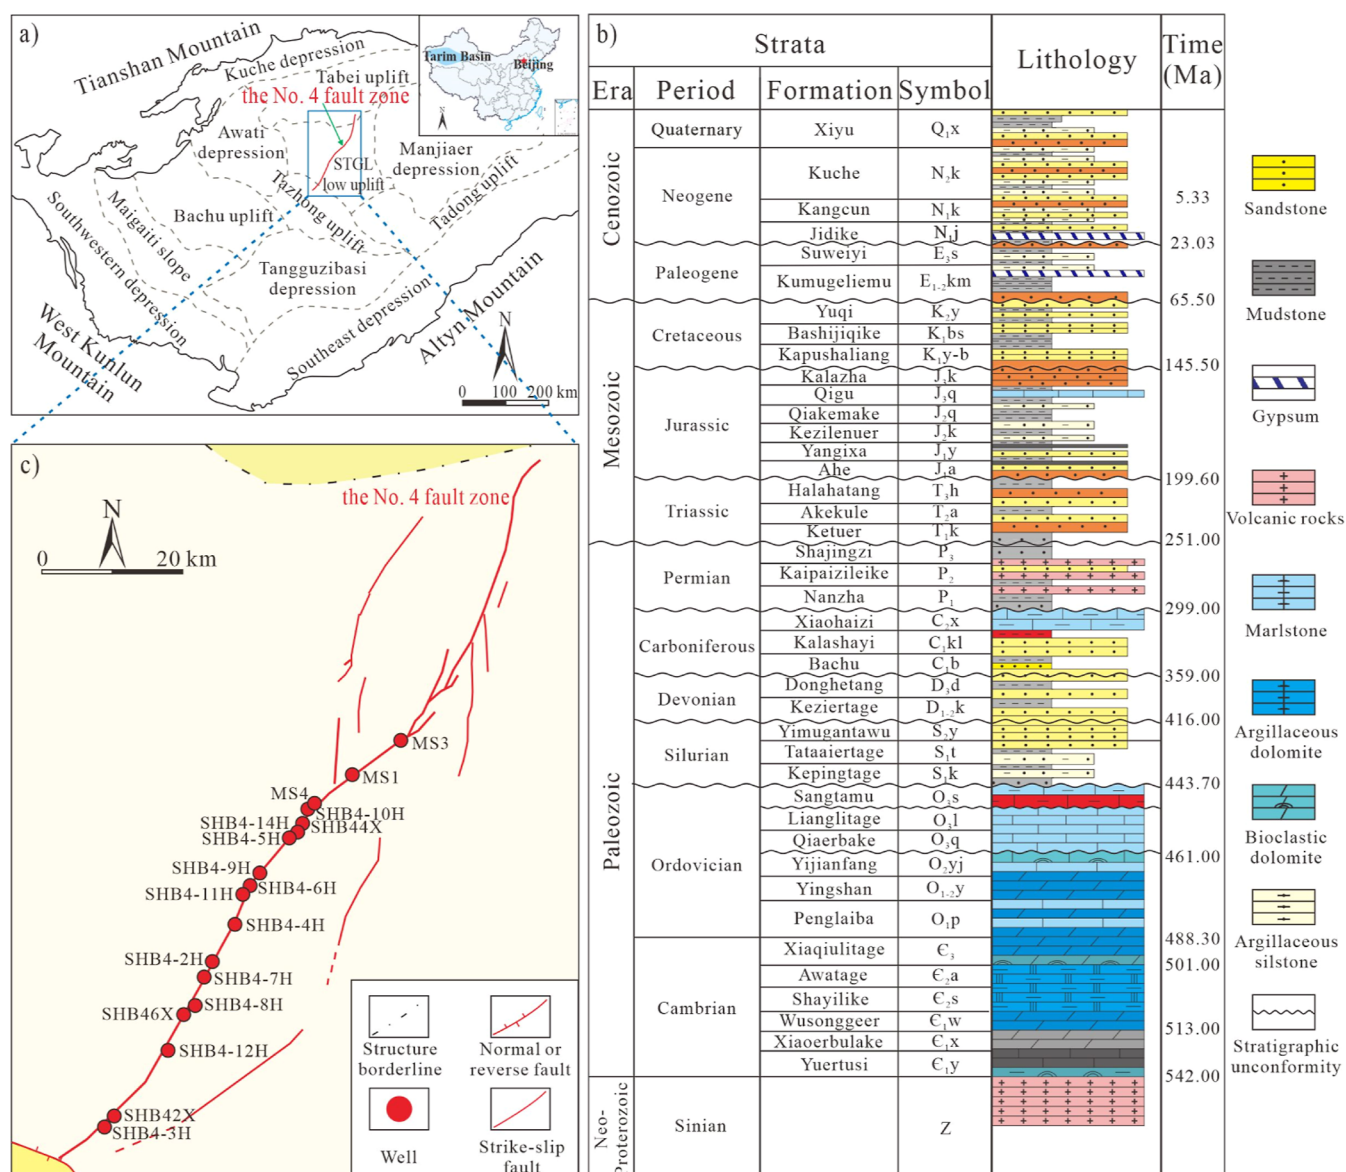 a)
Tianshan Mountain
Kuche depression
Tabei uplift
the No. 4 fault zone
Awati
depression
STGL
low uplift
Manjiaer
depression
Tadong uplift
Tazhong uplift
Bachu uplift
Maigaiti slope
Southwestern depression
Tangguzibasi
depression
Southeast depression
Altyn Mountain
West Kunlun
Mountain
N
0 100 200 km
Tarim Basin
Beijing
N
b)
Strata
Lithology
Time
(Ma)
Era
Period
Formation
Symbol
Cenozoic
Quaternary
Xiyu
Q₁x
Neogene
Kuche
N₂k
5.33
Kangcun
N₁k
Jidike
N₁j
23.03
Paleogene
Suweiyi
E₃s
Kumugeliemu
E₁₋₂km
65.50
Mesozoic
Cretaceous
Yuqi
K₂y
Bashijiqike
K₁bs
Kapushaliang
K₁y-b
145.50
Jurassic
Kalazha
J₃k
Qigu
J₃q
Qiakemake
J₂q
Kezilenuer
J₂k
Yangixa
J₁y
Ahe
J₁a
199.60
Triassic
Halahatang
T₃h
Akekule
T₂a
Ketuer
T₁k
251.00
Paleozoic
Permian
Shajingzi
P₃
Kaipaizileike
P₂
Nanzha
P₁
299.00
Carboniferous
Xiaohaizi
C₂x
Kalashayi
C₁kl
Bachu
C₁b
359.00
Devonian
Donghetang
D₃d
Keziertage
D₁₋₂k
416.00
Silurian
Yimugantawu
S₂y
Tataaiertage
S₁t
Kepingtage
S₁k
443.70
Ordovician
Sangtamu
O₃s
Lianglitage
O₃l
Qiaerbake
O₃q
461.00
Yijianfang
O₂yj
Yingshan
O₁₋₂y
Penglaiba
O₁p
488.30
Cambrian
Xiaqiulitage
Є₃
501.00
Awatage
Є₂a
Shayilike
Є₂s
Wusonggeer
Є₁w
513.00
Xiaoerbulake
Є₁x
Yuertusi
Є₁y
542.00
Neo-
Proterozoic
Sinian
Z
Sandstone
Mudstone
Gypsum
Volcanic rocks
Marlstone
Argillaceous
dolomite
Bioclastic
dolomite
Argillaceous
silstone
Stratigraphic
unconformity
c)
the No. 4 fault zone
N
0 20 km
MS3
MS1
MS4
SHB4-10H
SHB4-14H
SHB44X
SHB4-5H
SHB4-9H
SHB4-6H
SHB4-11H
SHB4-4H
SHB4-2H
SHB4-7H
SHB4-8H
SHB46X
SHB4-12H
SHB42X
SHB4-3H
Structure
borderline
Normal or
reverse fault
Well
Strike-slip
fault